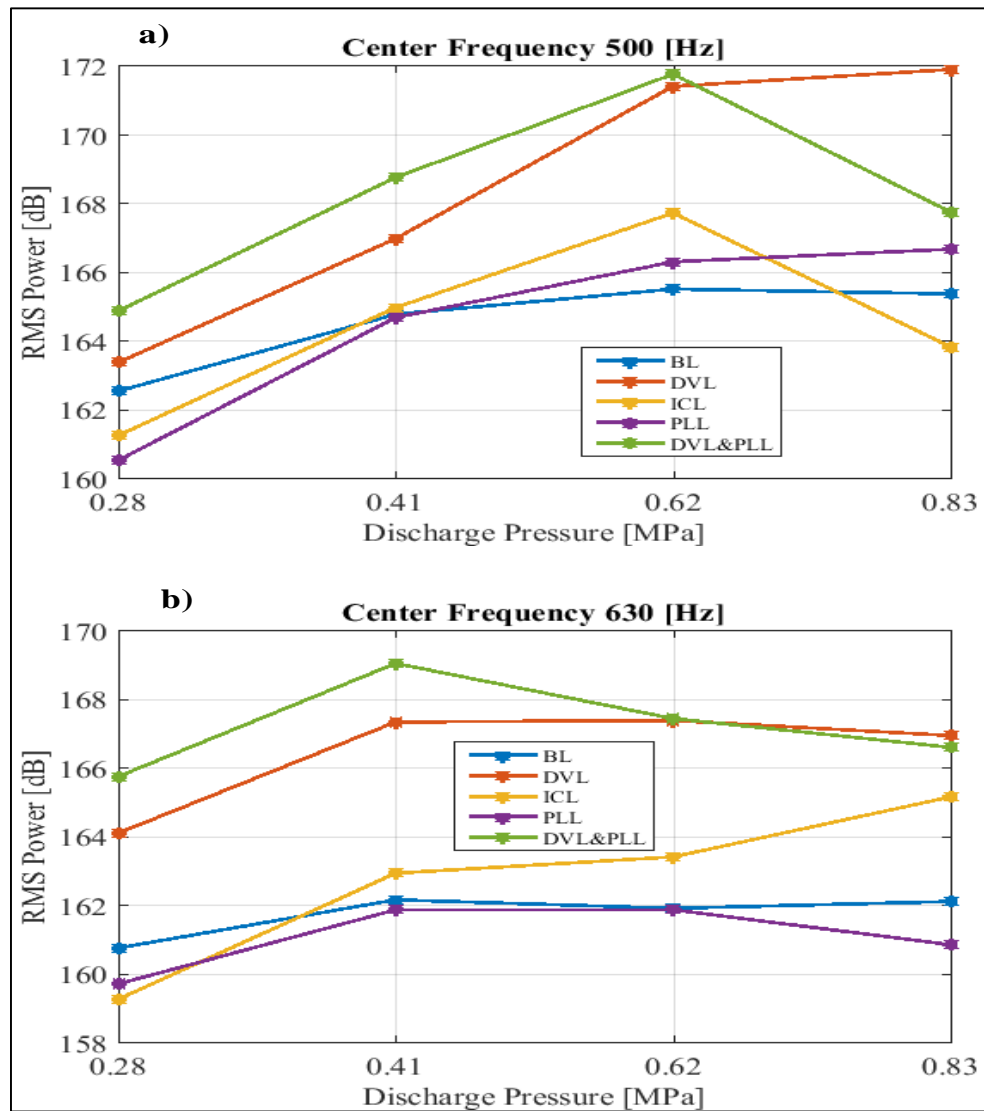 a)
Center Frequency 500 [Hz]
RMS Power [dB]
172
170
168
166
164
162
160
BL
DVL
ICL
PLL
DVL&PLL
0.28 0.41 0.62 0.83
Discharge Pressure [MPa]
b)
Center Frequency 630 [Hz]
RMS Power [dB]
170
168
166
164
162
160
158
BL
DVL
ICL
PLL
DVL&PLL
0.28 0.41 0.62 0.83
Discharge Pressure [MPa]